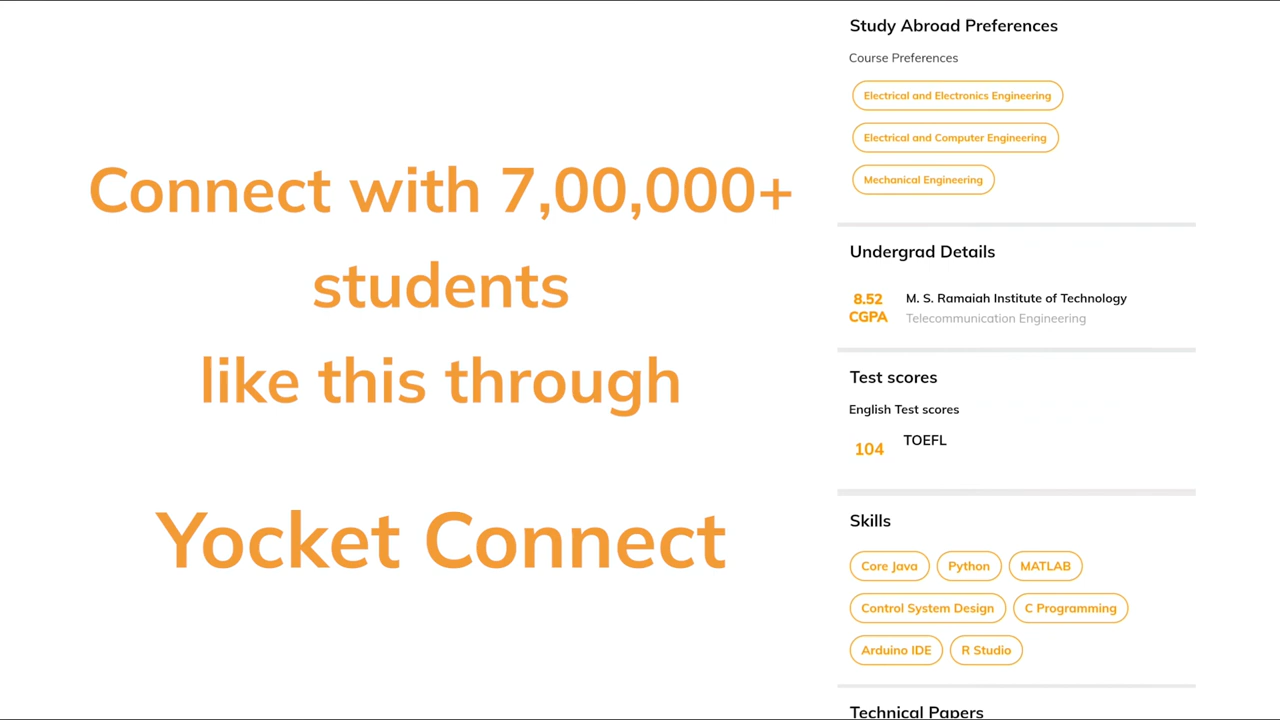 Connect with 7,00,000+
students
like this through
Yocket Connect
Study Abroad Preferences
Course Preferences
Electrical and Electronics Engineering
Electrical and Computer Engineering
Mechanical Engineering
Undergrad Details
8.52 M. S. Ramaiah Institute of Technology
CGPA Telecommunication Engineering
Test scores
English Test scores
104 TOEFL
Skills
Core Java Python MATLAB
Control System Design C Programming
Arduino IDE R Studio
Technical Papers